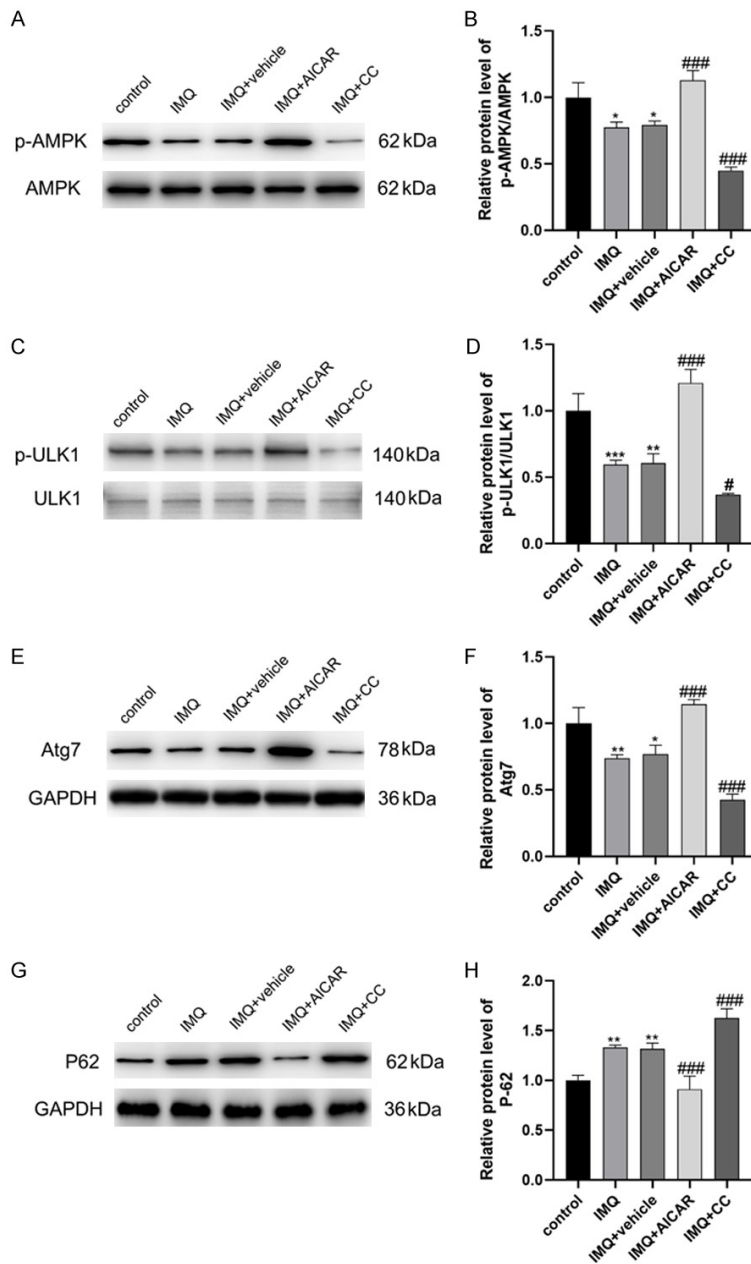 A
control
IMQ
IMQ+vehicle
IMQ+AICAR
IMQ+CC
p-AMPK
62 kDa
AMPK
62 kDa
B
Relative protein level of
p-AMPK/AMPK
1.5
1.0
0.5
0.0
*
*
###
###
control
IMQ
IMQ+vehicle
IMQ+AICAR
IMQ+CC
C
control
IMQ
IMQ+vehicle
IMQ+AICAR
IMQ+CC
p-ULK1
140 kDa
ULK1
140 kDa
D
Relative protein level of
p-ULK1/ULK1
1.5
1.0
0.5
0.0
***
**
###
#
control
IMQ
IMQ+vehicle
IMQ+AICAR
IMQ+CC
E
control
IMQ
IMQ+vehicle
IMQ+AICAR
IMQ+CC
Atg7
78 kDa
GAPDH
36 kDa
F
Relative protein level of
Atg7
1.5
1.0
0.5
0.0
**
*
###
###
control
IMQ
IMQ+vehicle
IMQ+AICAR
IMQ+CC
G
control
IMQ
IMQ+vehicle
IMQ+AICAR
IMQ+CC
P62
62 kDa
GAPDH
36 kDa
H
Relative protein level of
P-62
2.0
1.5
1.0
0.5
0.0
**
**
###
###
control
IMQ
IMQ+vehicle
IMQ+AICAR
IMQ+CC